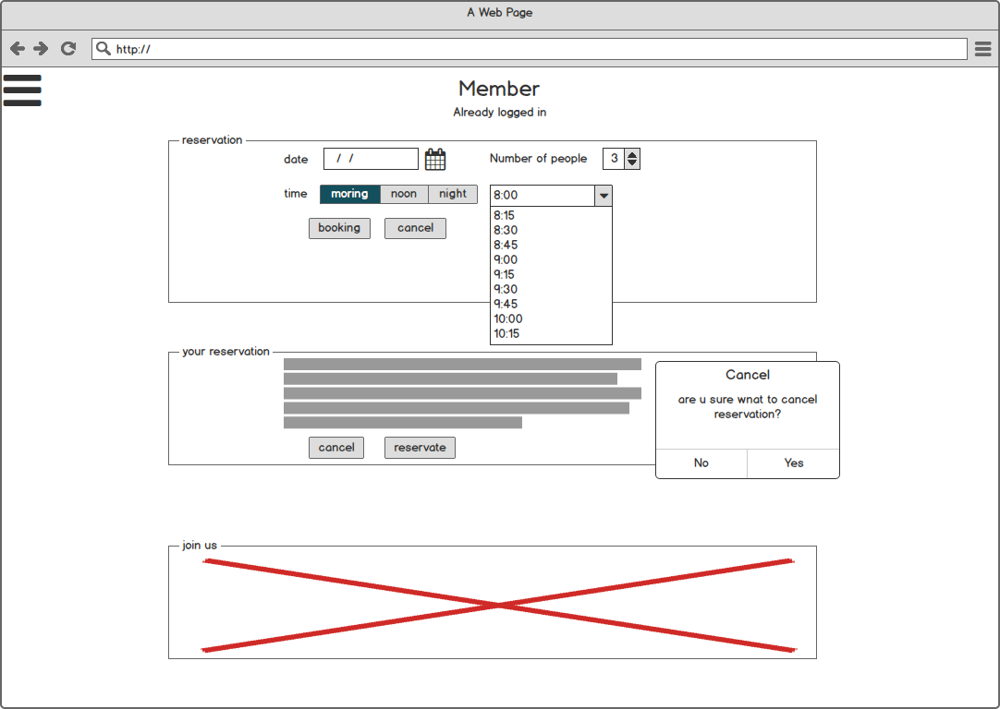 A Web Page
http://
Member
Already logged in
reservation
date / / Number of people 3
time moring noon night 8:00
8:15
8:30
8:45
9:00
9:15
9:30
9:45
10:00
10:15
booking cancel
your reservation
cancel reservate
Cancel
are u sure wnat to cancel
reservation?
No Yes
join us